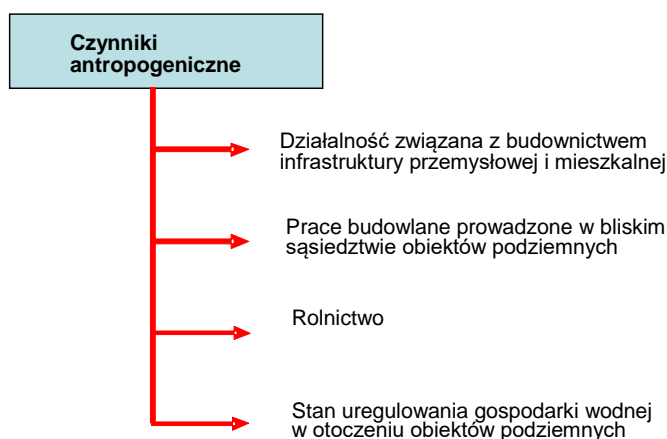 Czynniki
antropogeniczne
Działalność związana z budownictwem
infrastruktury przemysłowej i mieszkalnej
Prace budowlane prowadzone w bliskim
sąsiedztwie obiektów podziemnych
Rolnictwo
Stan uregulowania gospodarki wodnej
w otoczeniu obiektów podziemnych